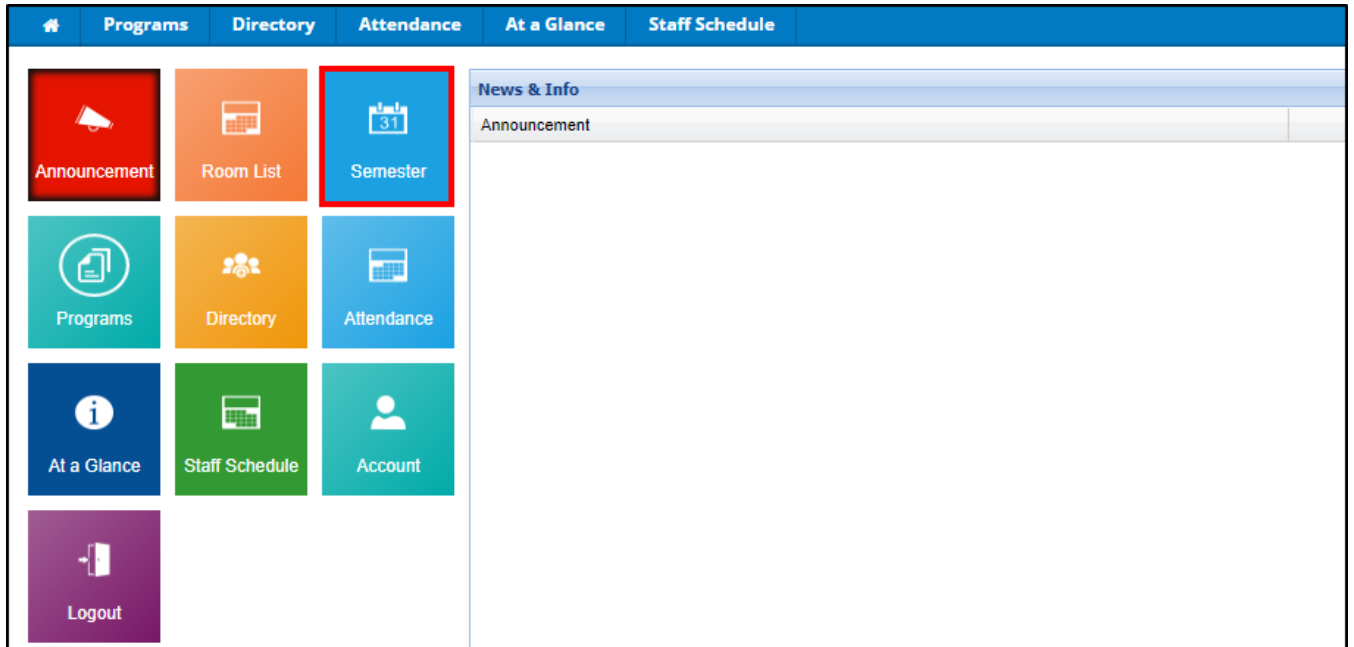 Programs Directory Attendance At a Glance Staff Schedule
News & Info
Announcement
31
Announcement Room List Semester
Programs Directory Attendance
At a Glance Staff Schedule Account
Logout